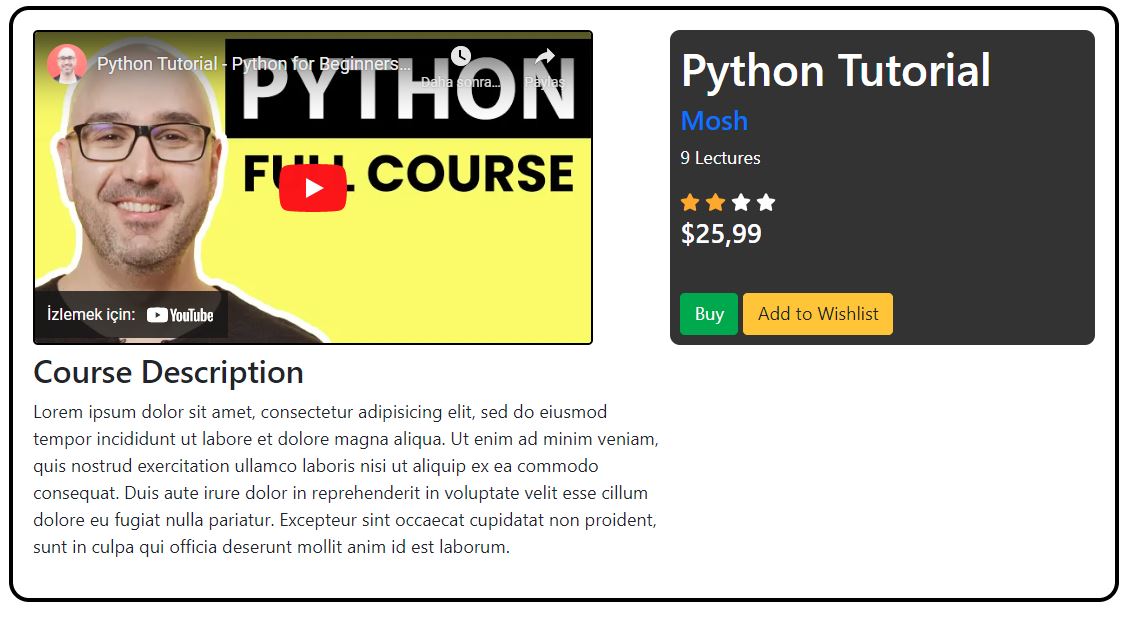 Python Tutorial - Python for Beginners...
Daha sonra...
Paylaş
PYTHON
FULL COURSE
İzlemek için: YouTube
Python Tutorial
Mosh
9 Lectures
$25,99
Buy
Add to Wishlist
Course Description
Lorem ipsum dolor sit amet, consectetur adipisicing elit, sed do eiusmod
tempor incididunt ut labore et dolore magna aliqua. Ut enim ad minim veniam,
quis nostrud exercitation ullamco laboris nisi ut aliquip ex ea commodo
consequat. Duis aute irure dolor in reprehenderit in voluptate velit esse cillum
dolore eu fugiat nulla pariatur. Excepteur sint occaecat cupidatat non proident,
sunt in culpa qui officia deserunt mollit anim id est laborum.